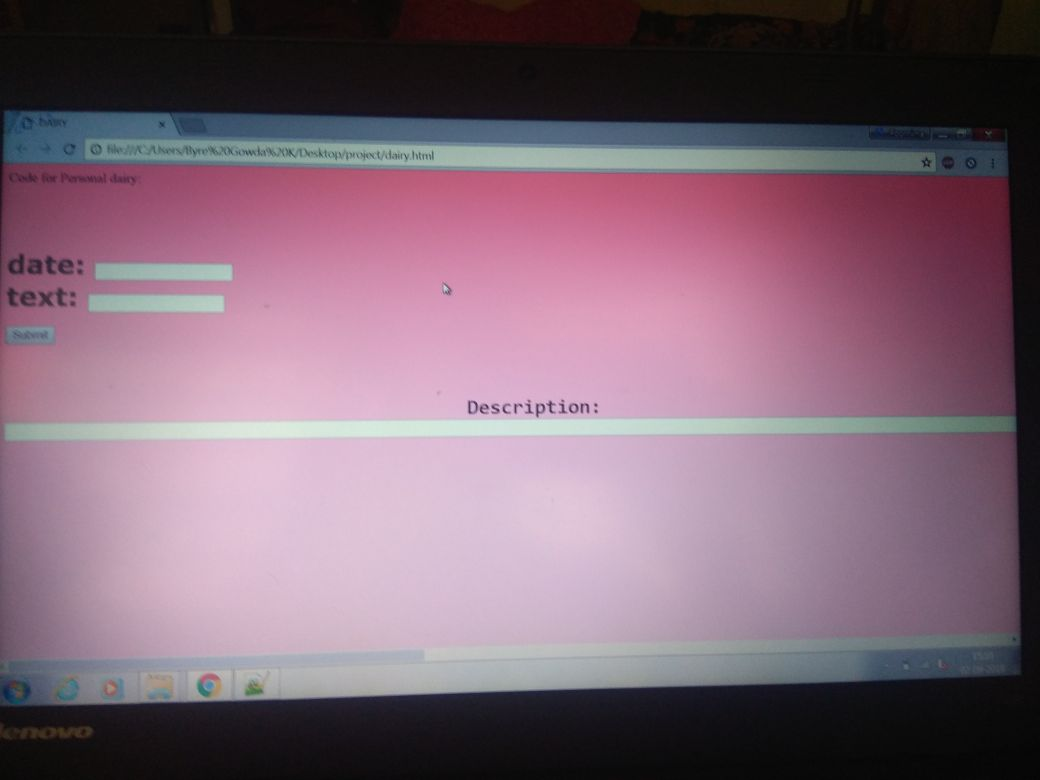 DAIRY
file:///C:/Users/Byre%20Gowda%20K/Desktop/project/dairy.html
Code for Personal dairy:
date:
text:
Submit
Description:
lenovo